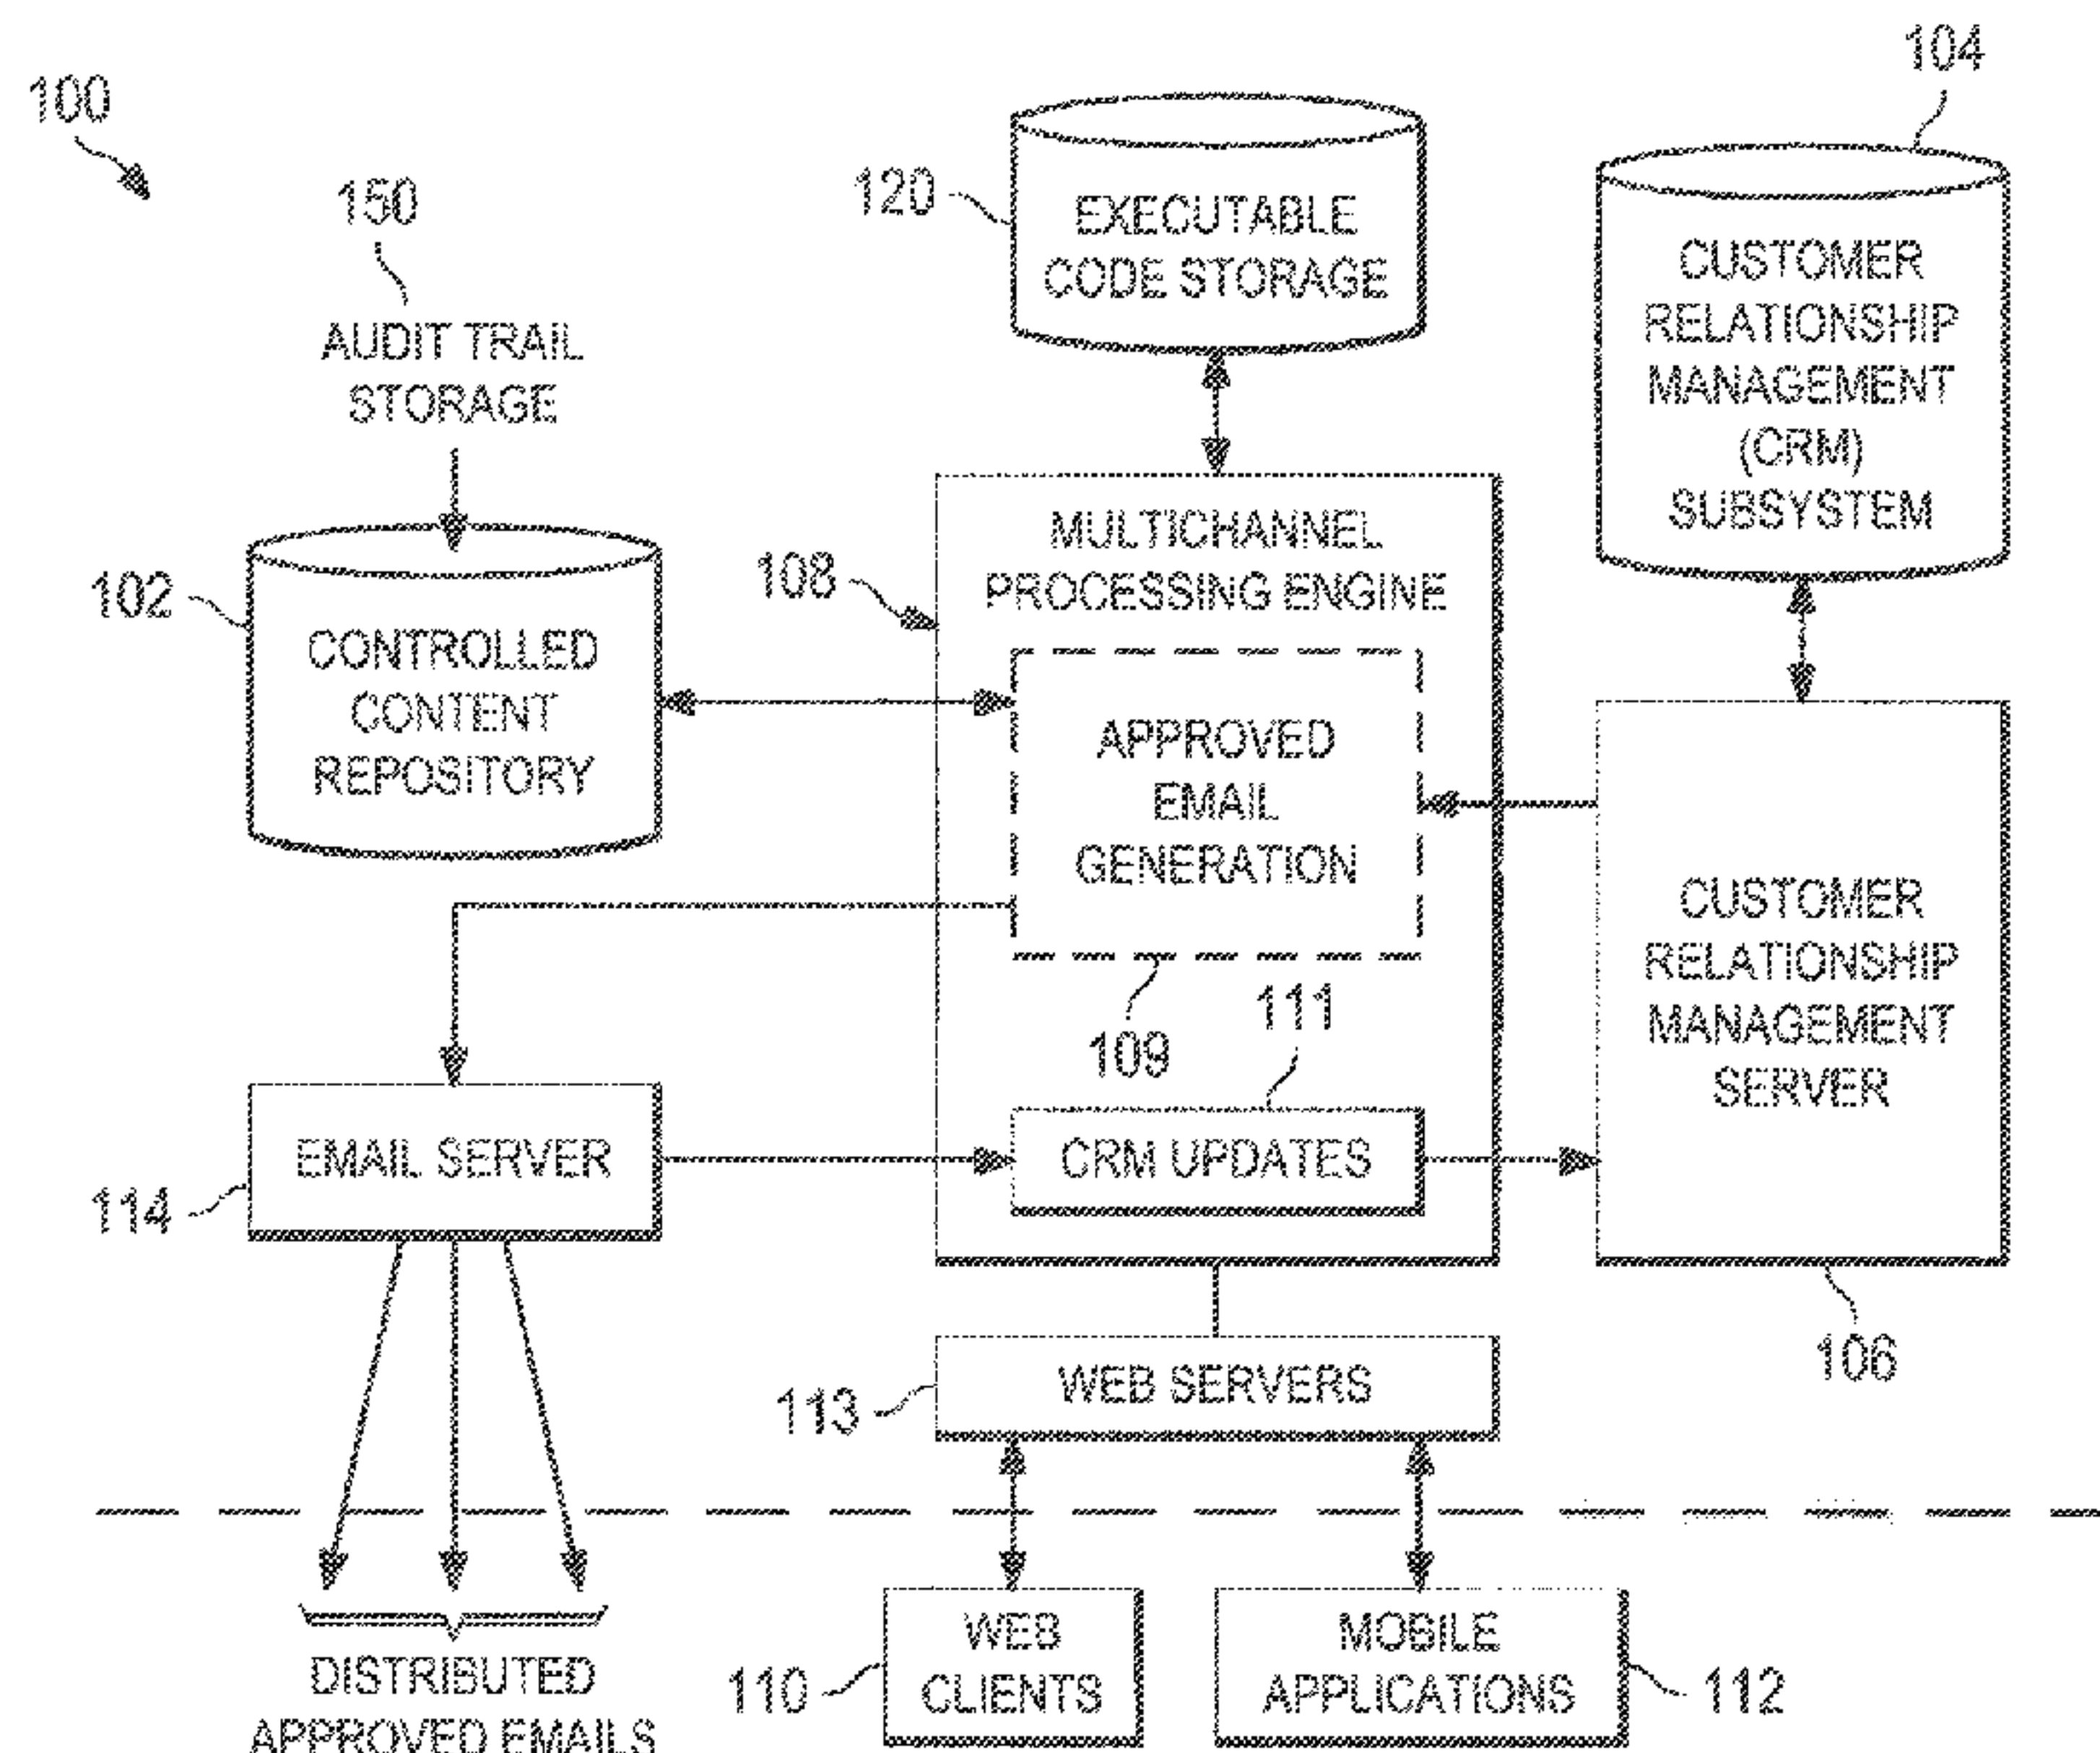 100
150
AUDIT TRAIL
STORAGE
120
EXECUTABLE
CODE STORAGE
104
CUSTOMER
RELATIONSHIP
MANAGEMENT
(CRM)
SUBSYSTEM
102
CONTROLLED
CONTENT
REPOSITORY
108
MULTICHANNEL
PROCESSING ENGINE
APPROVED
EMAIL
GENERATION
109
111
CRM UPDATES
CUSTOMER
RELATIONSHIP
MANAGEMENT
SERVER
106
EMAIL SERVER
114
WEB SERVERS
113
DISTRIBUTED
APPROVED EMAILS
WEB
CLIENTS
110
MOBILE
APPLICATIONS
112